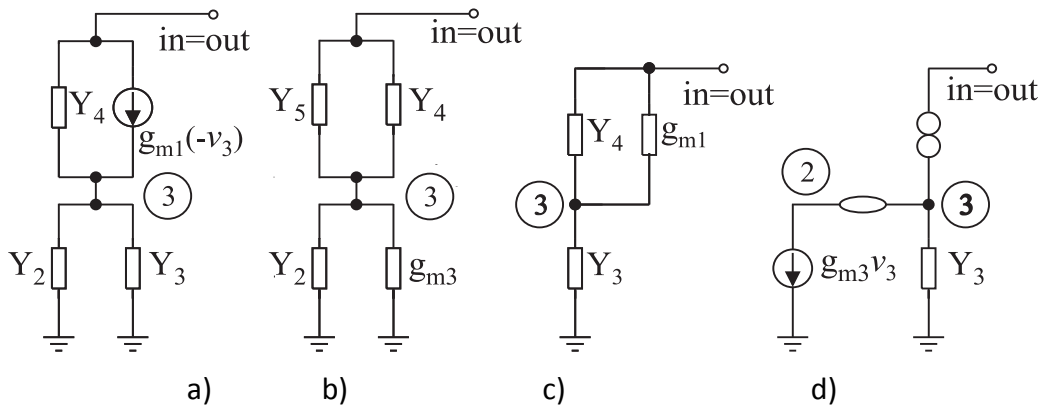 in=out
Y4
gm1(-v3)
3
Y2
Y3
a)
in=out
Y5
Y4
3
Y2
gm3
b)
in=out
Y4
gm1
3
Y3
c)
in=out
2
3
gm3v3
Y3
d)